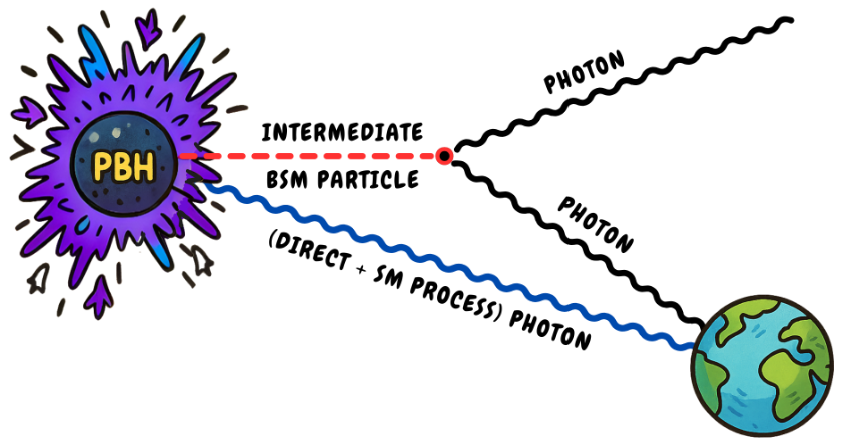 PHOTON
INTERMEDIATE
PBH
BSM PARTICLE
PHOTON
(DIRECT + SM PROCESS) PHOTON